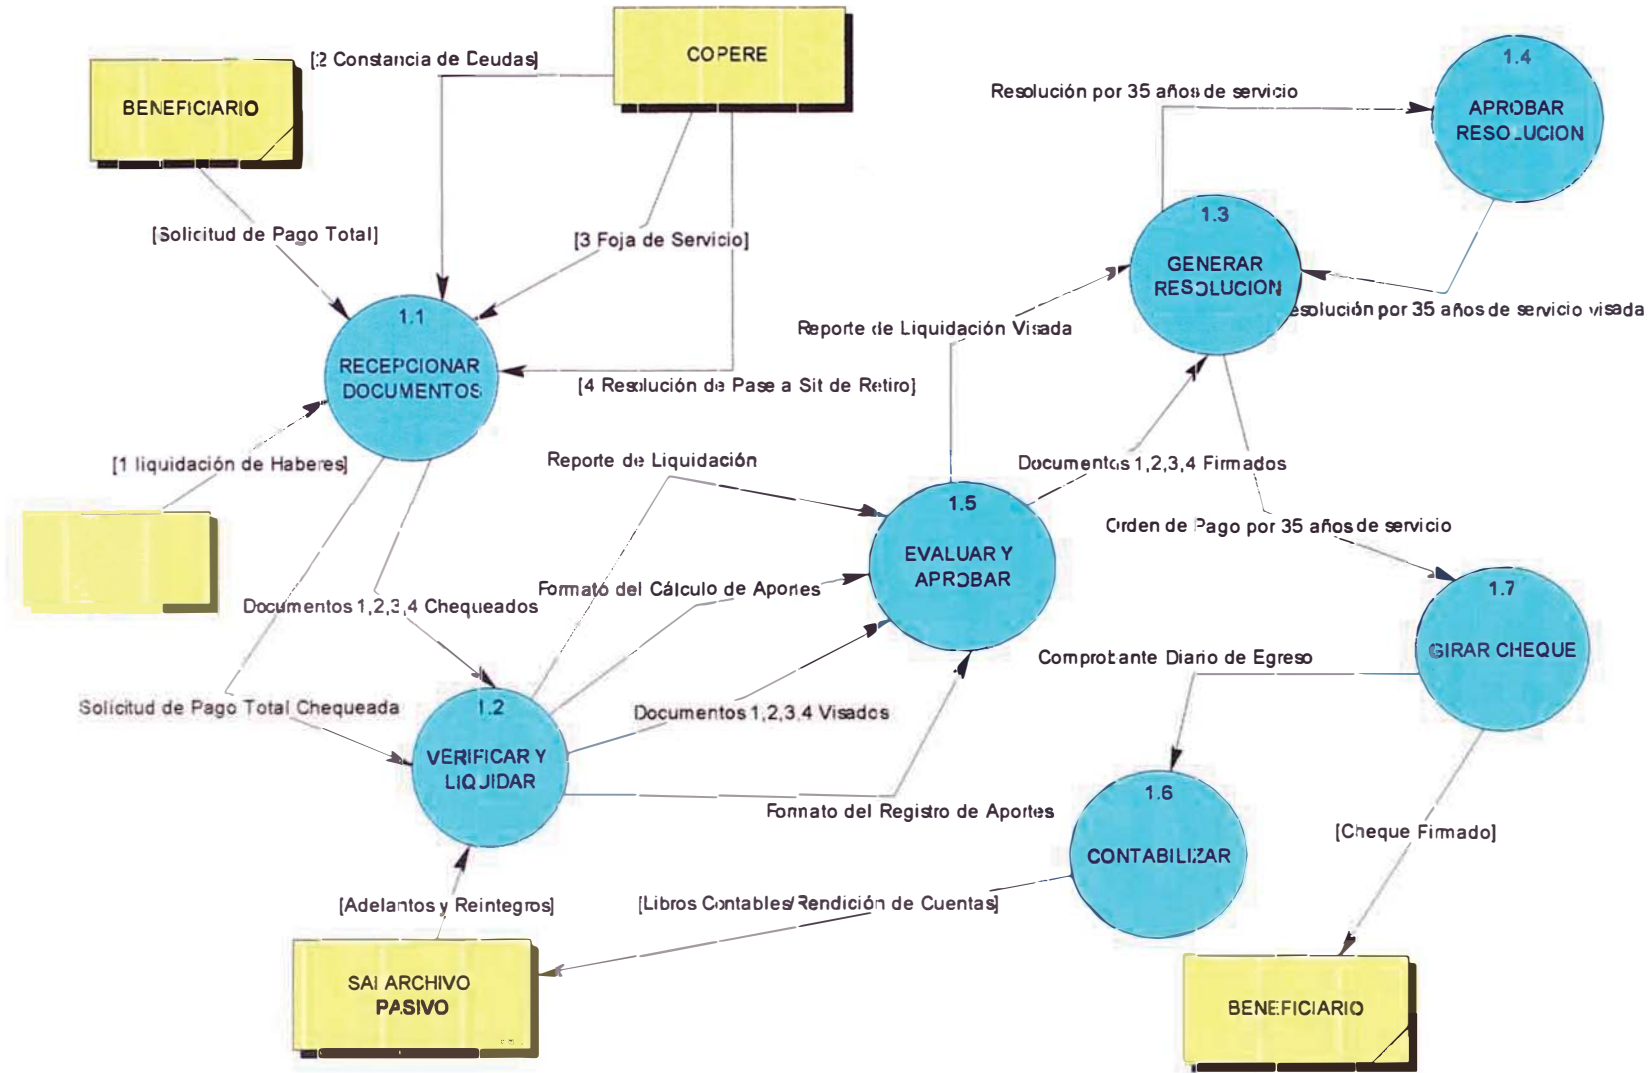 COPERE
[2 Constancia de Deudas]
BENEFICIARIO
1.4
APROBAR
RESOLUCION
Resolución por 35 años de servicio
1.3
GENERAR
RESOLUCION
[Solicitud de Pago Total]
[3 Foja de Servicio]
esolución por 35 años de servicio visada
Reporte de Liquidación Visada
1.1
RECEPCIONAR
DOCUMENTOS
[4 Resolución de Pase a Sit de Retiro]
[1 liquidación de Haberes]
Reporte de Liquidación
Documentos 1,2,3,4 Firmados
1.5
EVALUAR Y
APROBAR
Orden de Pago por 35 años de servicio
Formato del Cálculo de Aportes
Documentos 1,2,3,4 Chequeados
1.7
GIRAR CHEQUE
Comprobante Diario de Egreso
Solicitud de Pago Total Chequeada
1.2
VERIFICAR Y
LIQUIDAR
Documentos 1,2,3,4 Visados
Formato del Registro de Aportes
1.6
CONTABILIZAR
[Cheque Firmado]
[Adelantos y Reintegros]
[Libros Contables/Rendición de Cuentas]
SAI ARCHIVO
PASIVO
BENEFICIARIO